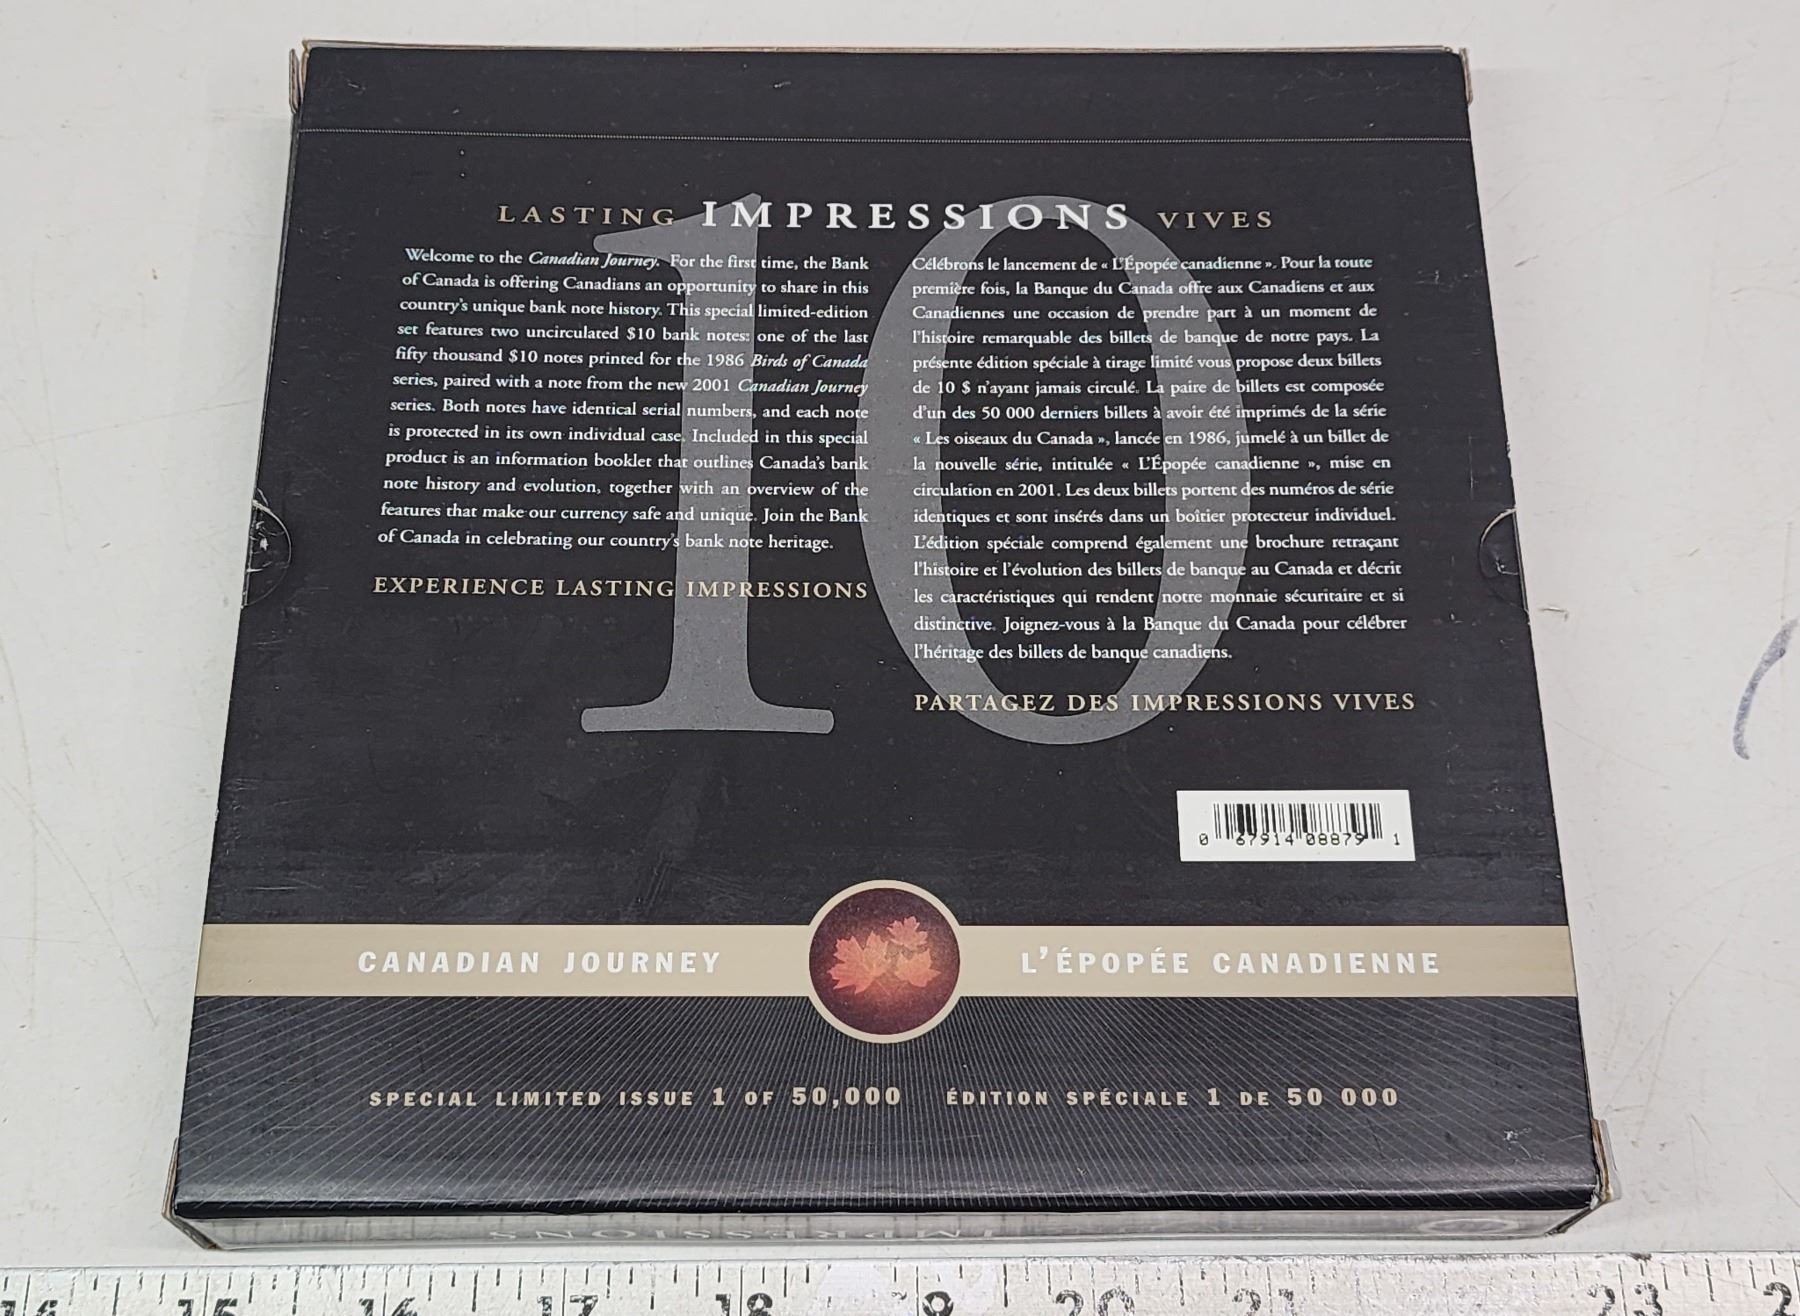 LASTING IMPRESSIONS VIVES
Welcome to the Canadian Journey. For the first time, the Bank
of Canada is offering Canadians an opportunity to share in this
country's unique bank note history. This special limited-edition
set features two uncirculated $10 bank notes: one of the last
fifty thousand $10 notes printed for the 1986 Birds of Canada
series, paired with a note from the new 2001 Canadian Journey
series. Both notes have identical serial numbers, and each note
is protected in its own individual case. Included in this special
product is an information booklet that outlines Canada's bank
note history and evolution, together with an overview of the
features that make our currency safe and unique. Join the Bank
of Canada in celebrating our country's bank note heritage.
EXPERIENCE LASTING IMPRESSIONS
Célébrons le lancement de « L'Épopée canadienne ». Pour la toute
première fois, la Banque du Canada offre aux Canadiens et aux
Canadiennes une occasion de prendre part à un moment de
l'histoire remarquable des billets de banque de notre pays. La
présente édition spéciale à tirage limité vous propose deux billets
de 10 $ n'ayant jamais circulé. La paire de billets est composée
d'un des 50 000 derniers billets à avoir été imprimés de la série
« Les oiseaux du Canada », lancée en 1986, jumelé à un billet de
la nouvelle série, intitulée « L'Épopée canadienne », mise en
circulation en 2001. Les deux billets portent des numéros de série
identiques et sont insérés dans un boîtier protecteur individuel.
L'édition spéciale comprend également une brochure retraçant
l'histoire et l'évolution des billets de banque au Canada et décrit
les caractéristiques qui rendent notre monnaie sécuritaire et si
distinctive. Joignez-vous à la Banque du Canada pour célébrer
l'héritage des billets de banque canadiens.
PARTAGEZ DES IMPRESSIONS VIVES
10
0 67914 08879 1
CANADIAN JOURNEY L'ÉPOPÉE CANADIENNE
SPECIAL LIMITED ISSUE 1 OF 50,000 ÉDITION SPÉCIALE 1 DE 50 000
IMPRESSIONS
15 16 17 18 20 21 23